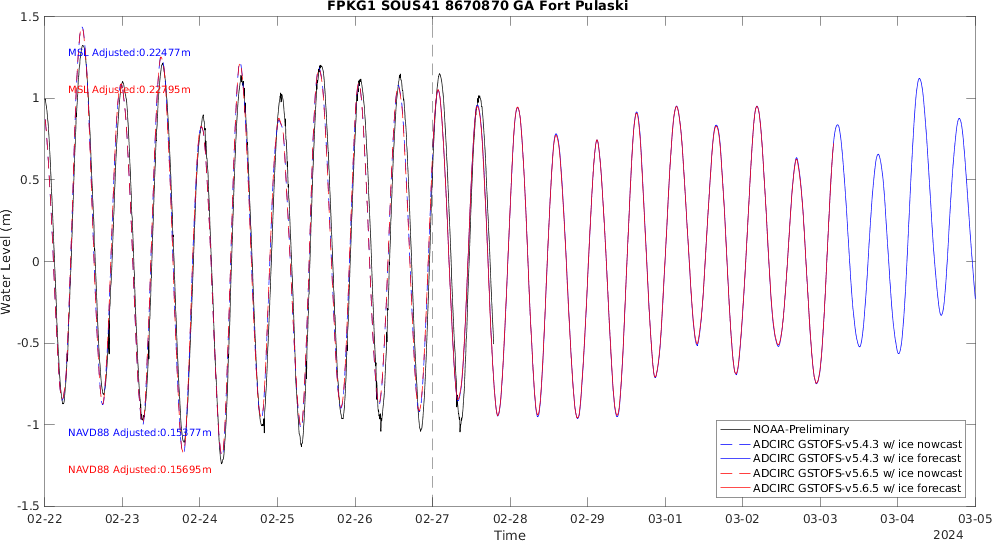 FPKG1 SOUS41 8670870 GA Fort Pulaski
1.5
MSL Adjusted:0.22477m
MSL Adjusted:0.22795m
1
0.5
0
-0.5
-1
-1.5
Water Level (m)
NAVD88 Adjusted:0.15377m
NAVD88 Adjusted:0.15695m
NOAA-Preliminary
ADCIRC GSTOFS-v5.4.3 w/ ice nowcast
ADCIRC GSTOFS-v5.4.3 w/ ice forecast
ADCIRC GSTOFS-v5.6.5 w/ ice nowcast
ADCIRC GSTOFS-v5.6.5 w/ ice forecast
02-22 02-23 02-24 02-25 02-26 02-27 02-28 02-29 03-01 03-02 03-03 03-04 03-05
Time
2024